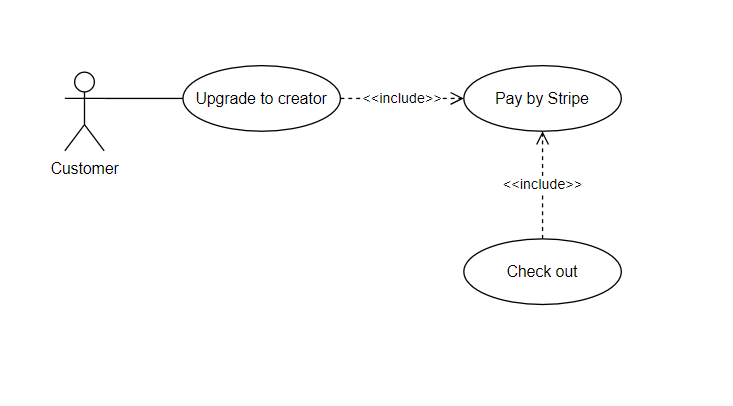 Upgrade to creator
<<include>>
Pay by Stripe
Customer
<<include>>
Check out